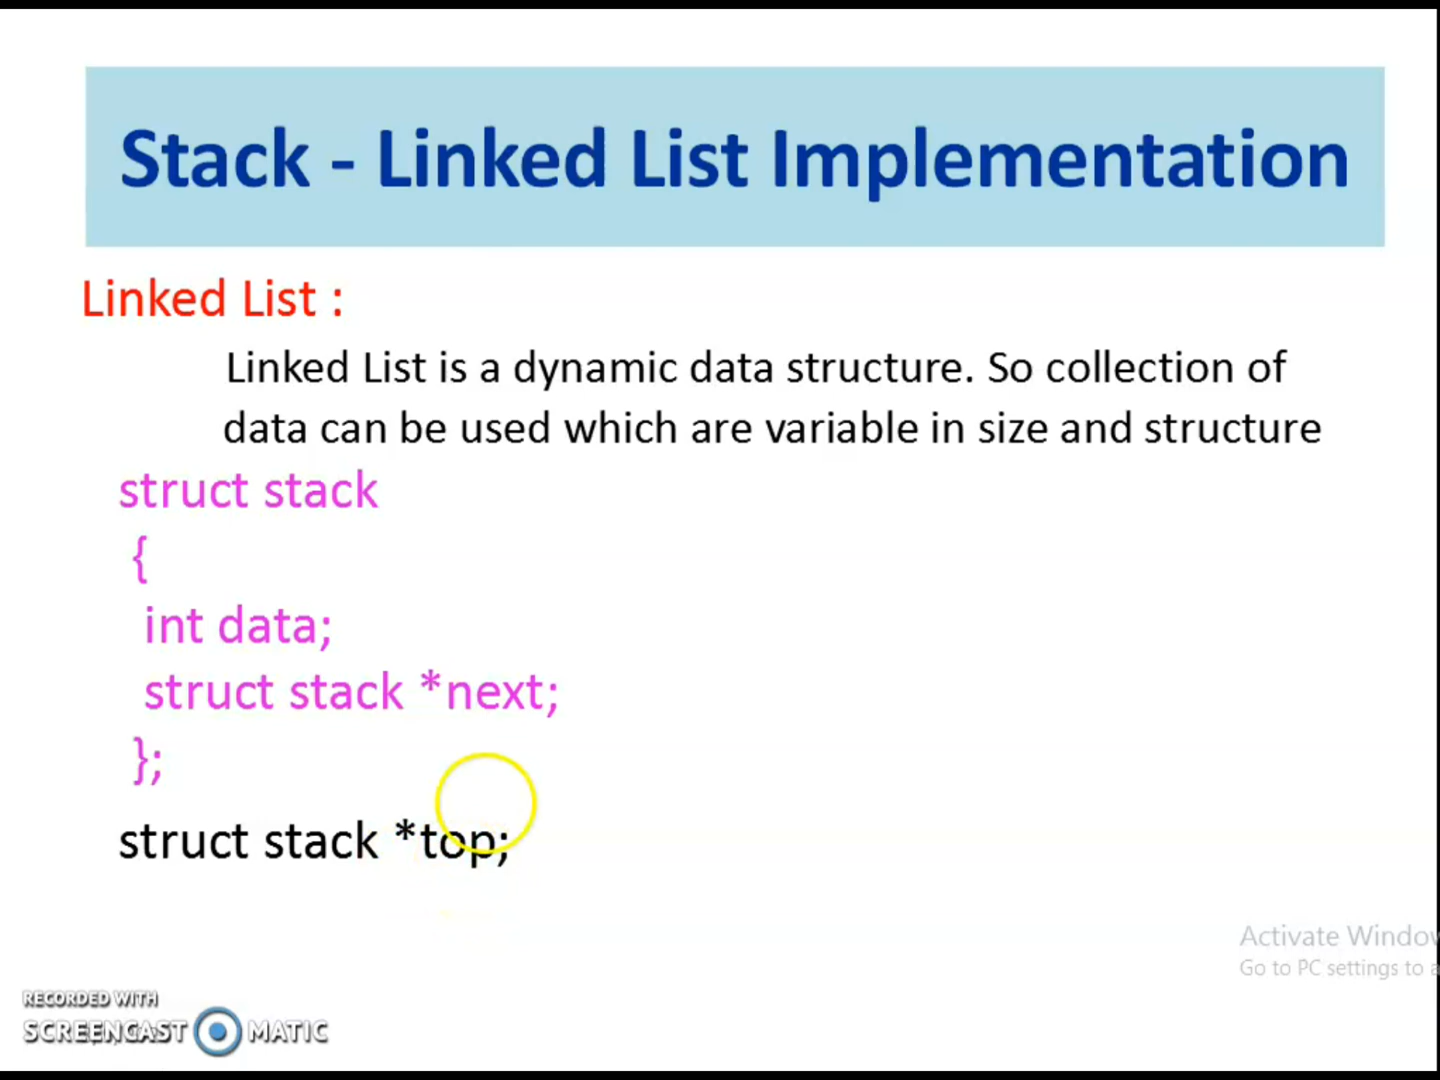 Stack - Linked List Implementation
Linked List :
Linked List is a dynamic data structure. So collection of
data can be used which are variable in size and structure
struct stack
{
int data;
struct stack *next;
};
struct stack *top;
Activate Window
Go to PC settings to a
RECORDED WITH
SCREENCAST MATIC